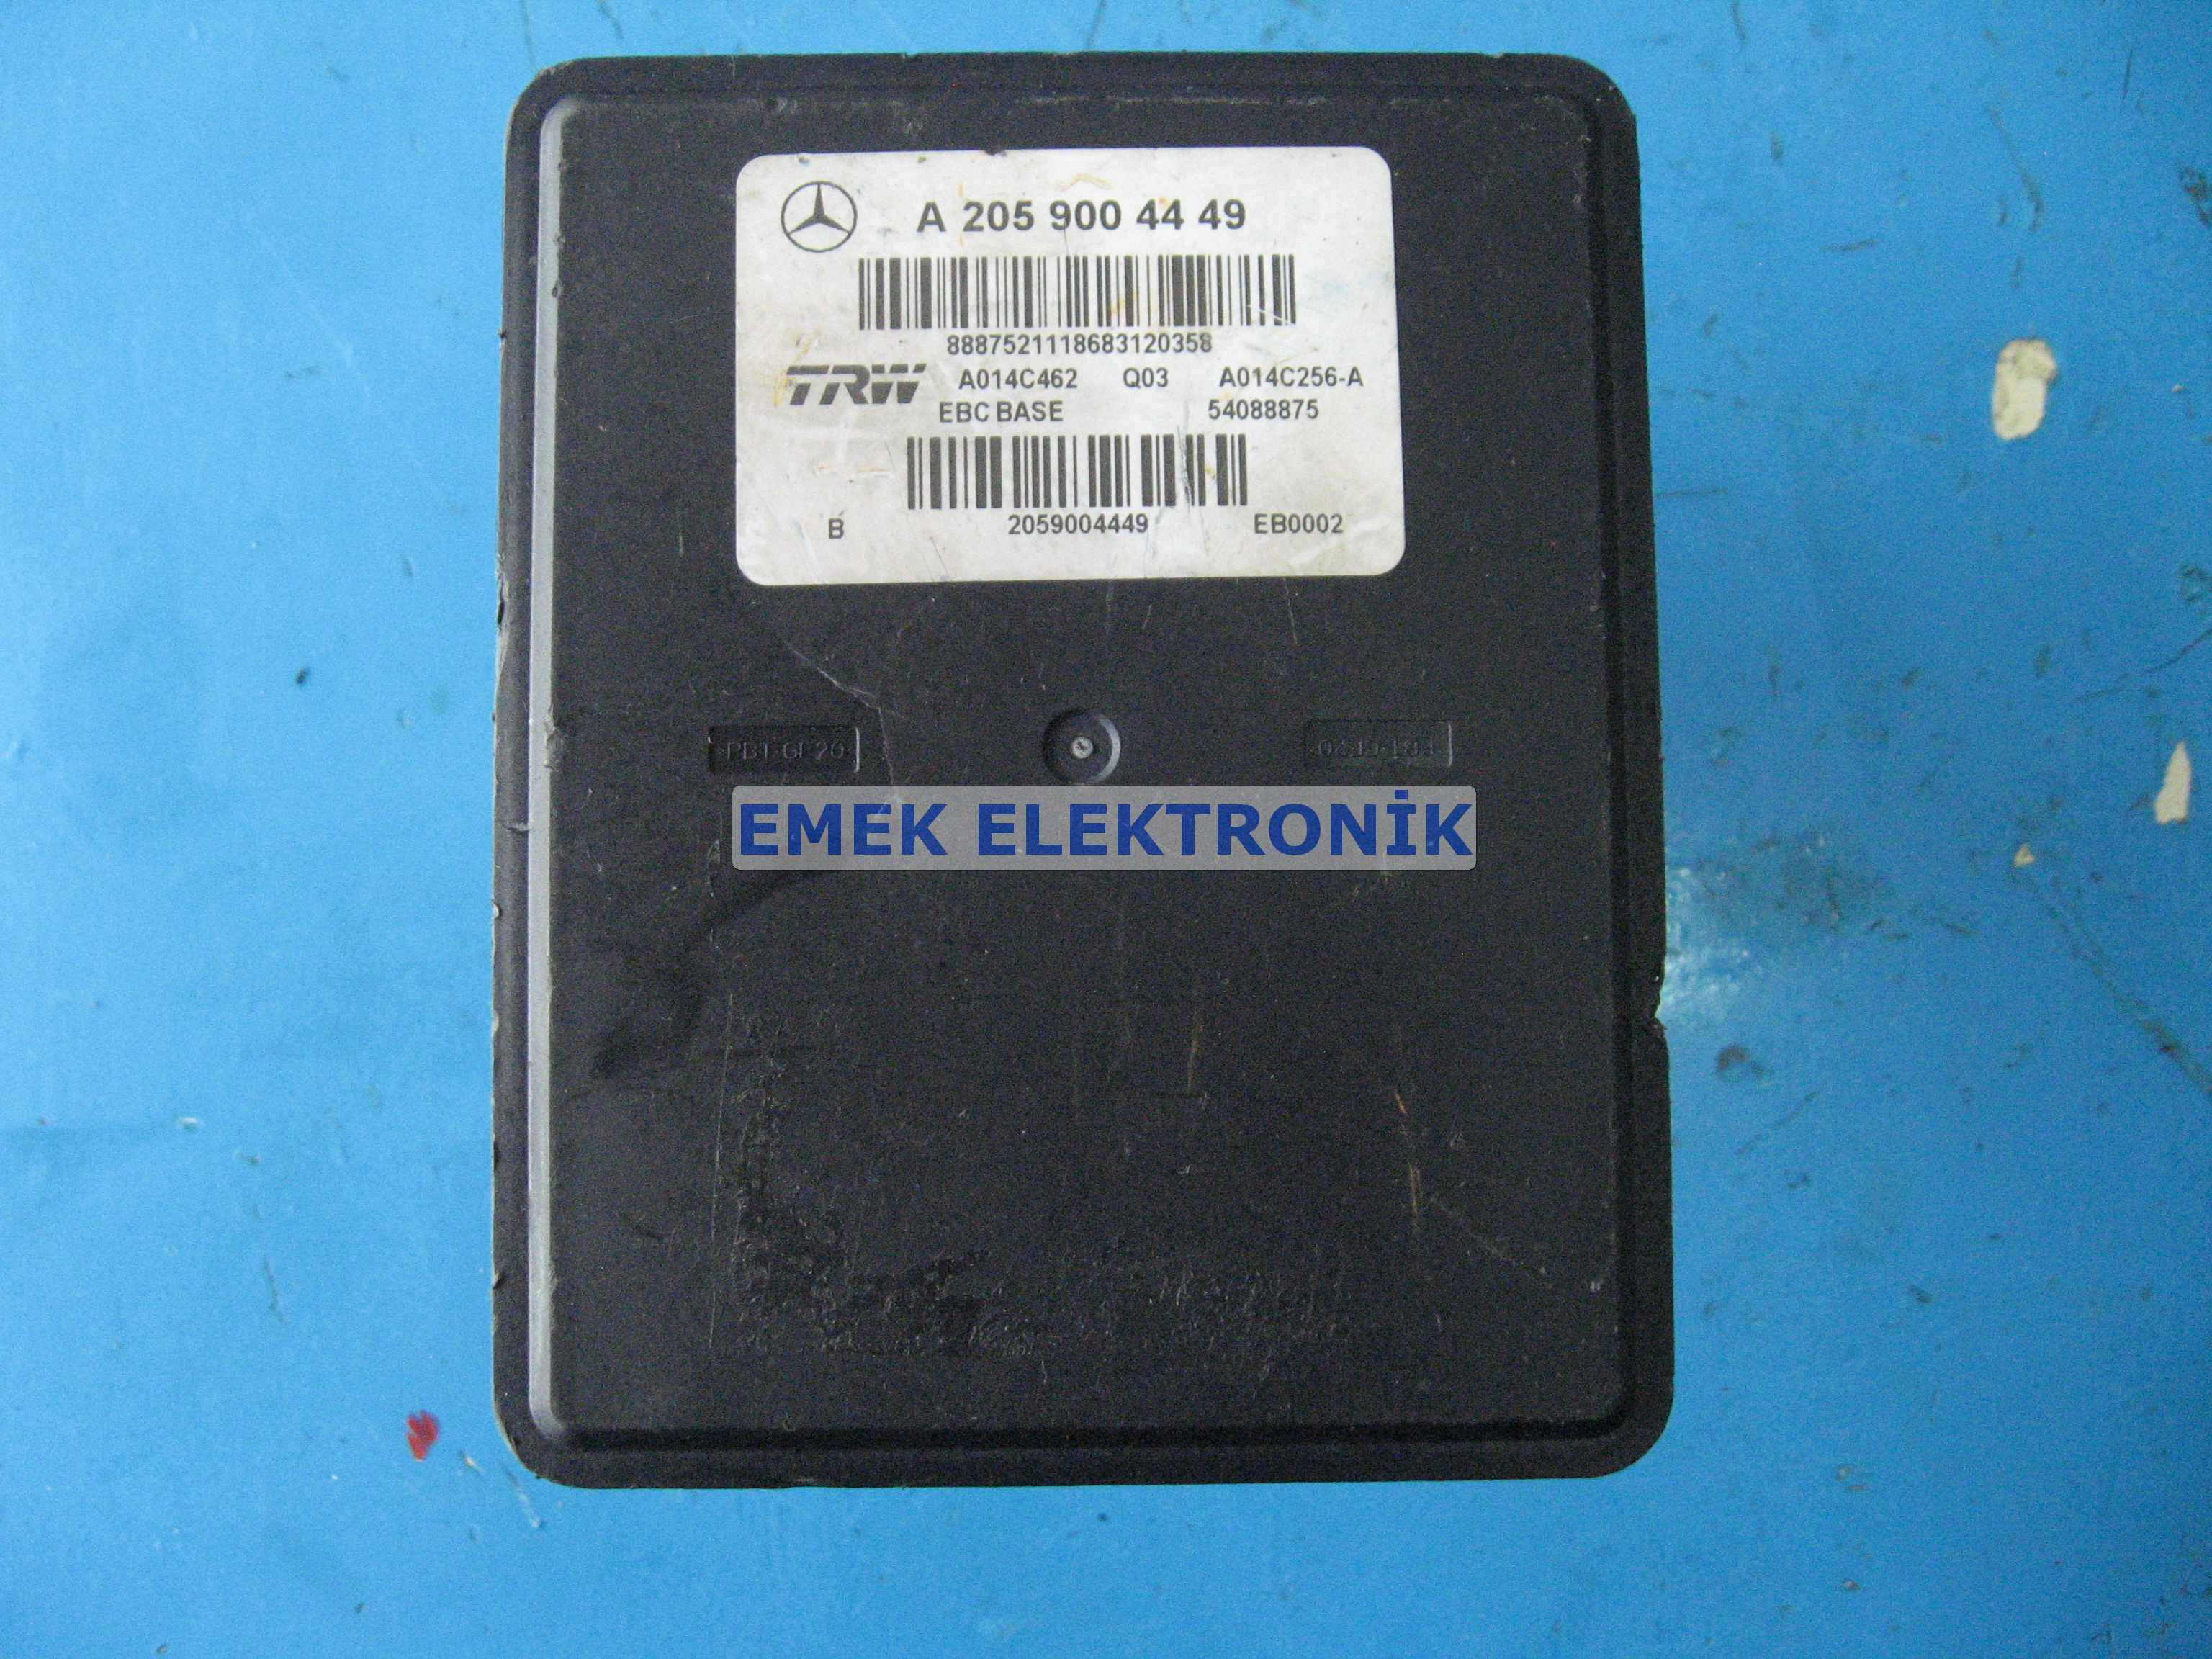 A 205 900 44 49
8887521118683120358
TRW A014C462 Q03 A014C256-A
EBC BASE 54088875
B 2059004449 EB0002
EMEK ELEKTRONİK